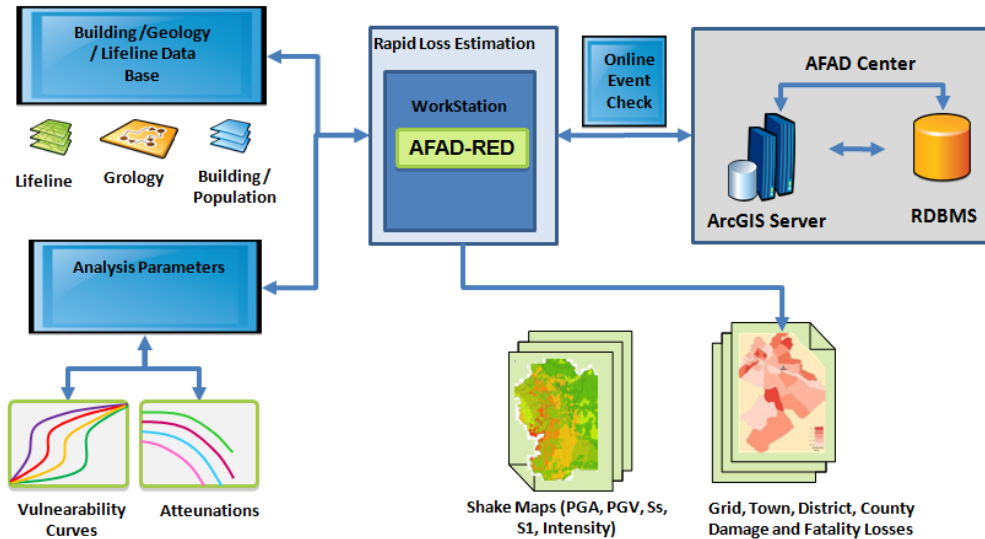 Building /Geology
/ Lifeline Data
Base
Lifeline
Grology
Building /
Population
Analysis Parameters
Vulnearability
Curves
Atteunations
Rapid Loss Estimation
WorkStation
AFAD-RED
Online
Event
Check
AFAD Center
ArcGIS Server
RDBMS
Shake Maps (PGA, PGV, Ss,
S1, Intensity)
Grid, Town, District, County
Damage and Fatality Losses